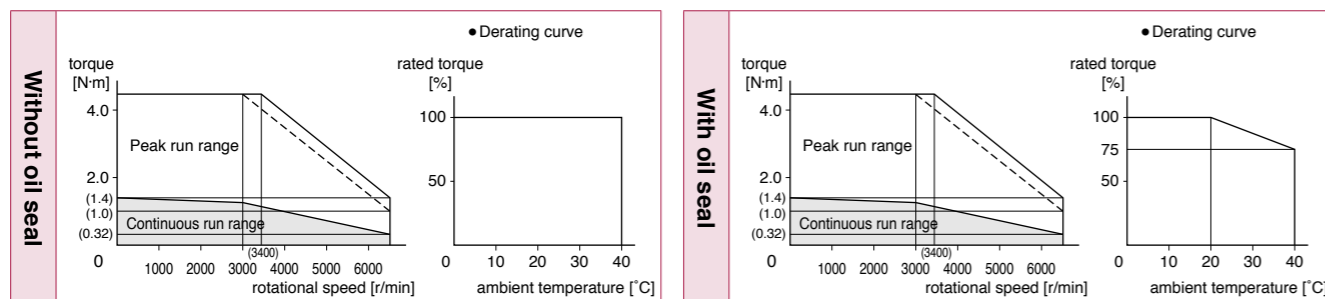 Without oil seal
● Derating curve
torque
[N·m]
4.0
2.0
(1.4)
(1.0)
(0.32)
0
Peak run range
Continuous run range
(3400)
1000 2000 3000 4000 5000 6000
rotational speed [r/min]
rated torque
[%]
100
50
0 10 20 30 40
ambient temperature [˚C]
With oil seal
● Derating curve
torque
[N·m]
4.0
2.0
(1.4)
(1.0)
(0.32)
0
Peak run range
Continuous run range
(3400)
1000 2000 3000 4000 5000 6000
rotational speed [r/min]
rated torque
[%]
100
75
50
0 10 20 30 40
ambient temperature [˚C]